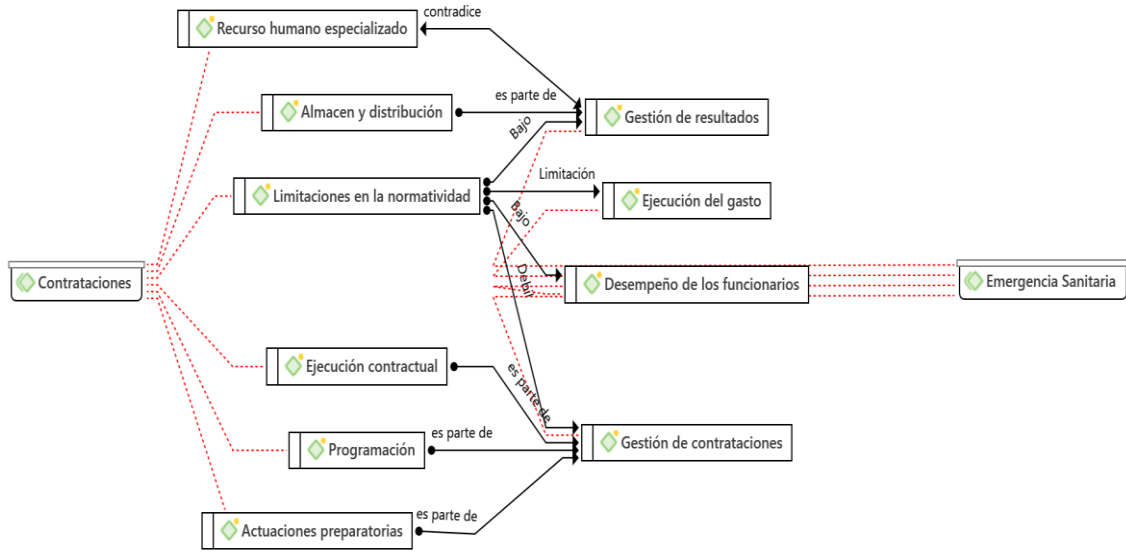 contradice
Recurso humano especializado
es parte de
Almacen y distribución
Gestión de resultados
Bajo
Limitación
Limitaciones en la normatividad
Ejecución del gasto
Bajo
Contrataciones
Debit
Desempeño de los funcionarios
Emergencia Sanitaria
Ejecución contractual
es parte de
es parte de
Programación
Gestión de contrataciones
es parte de
Actuaciones preparatorias